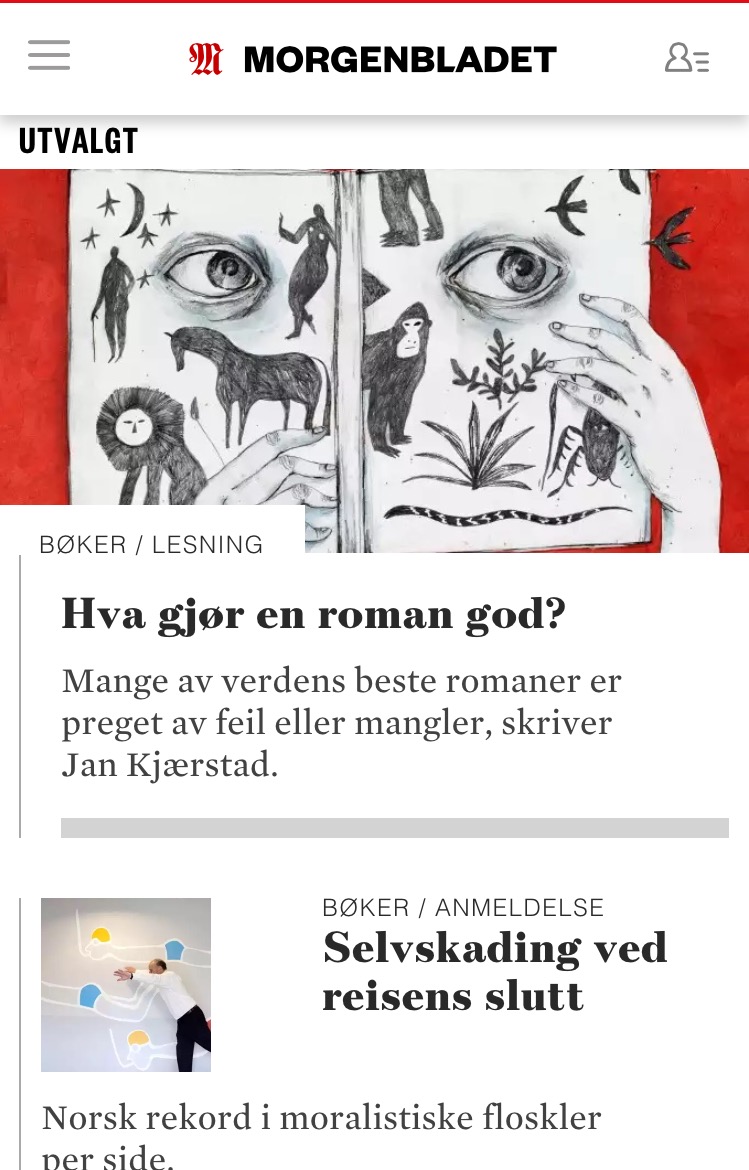 MORGENBLADET
UTVALGT
BØKER / LESNING
Hva gjør en roman god?
Mange av verdens beste romaner er
preget av feil eller mangler, skriver
Jan Kjærstad.
BØKER / ANMELDELSE
Selvskading ved
reisens slutt
Norsk rekord i moralistiske floskler
per side.